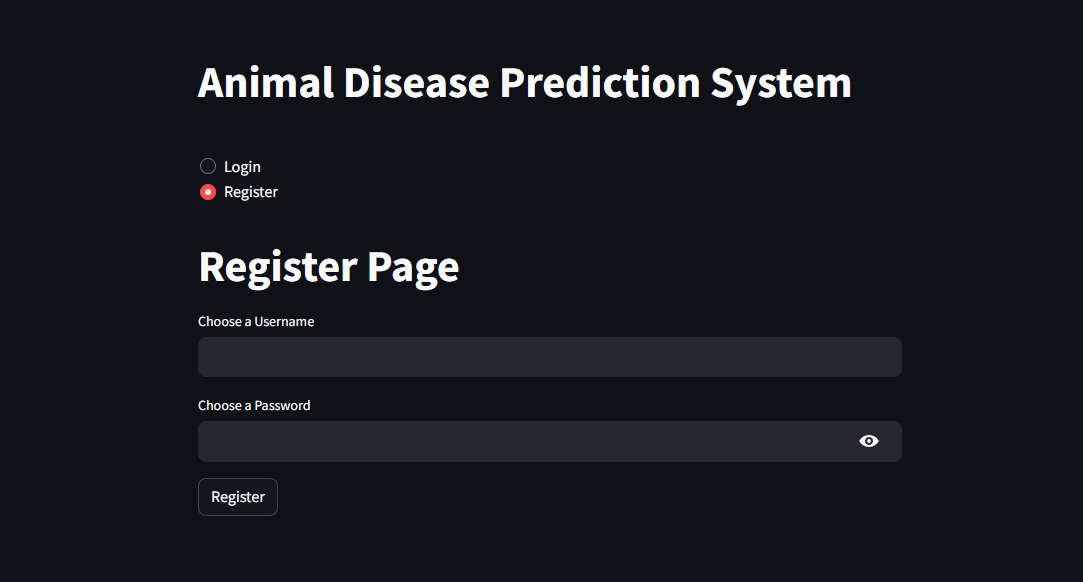 Animal Disease Prediction System
Login
Register
Register Page
Choose a Username
Choose a Password
Register